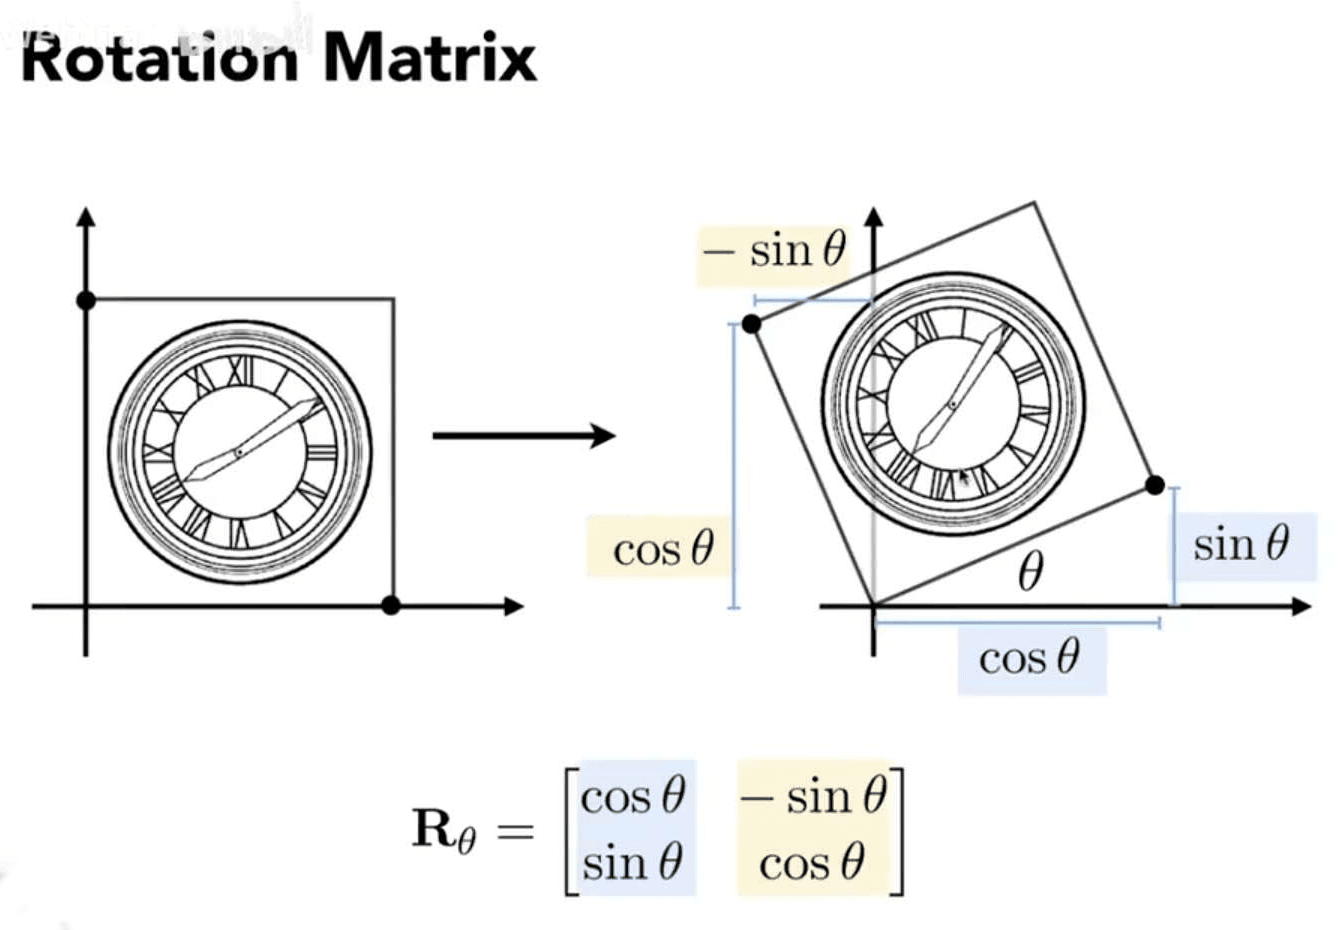 Rotation Matrix
− sin θ
cos θ
θ
sin θ
cos θ
R_θ = [cos θ − sin θ
sin θ cos θ]